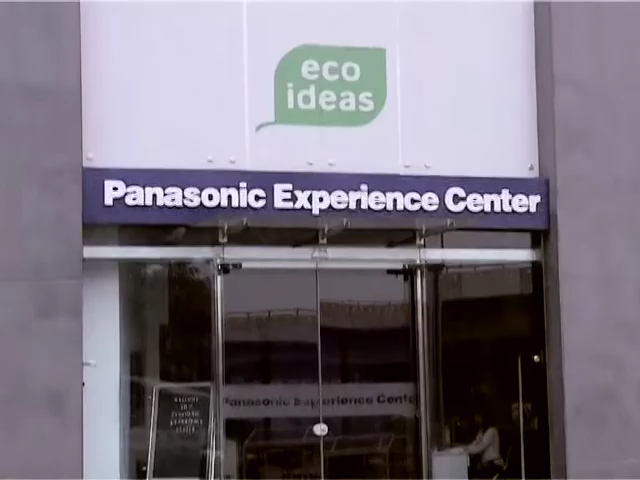 eco
ideas
Panasonic Experience Center
Panasonic Experience Cente